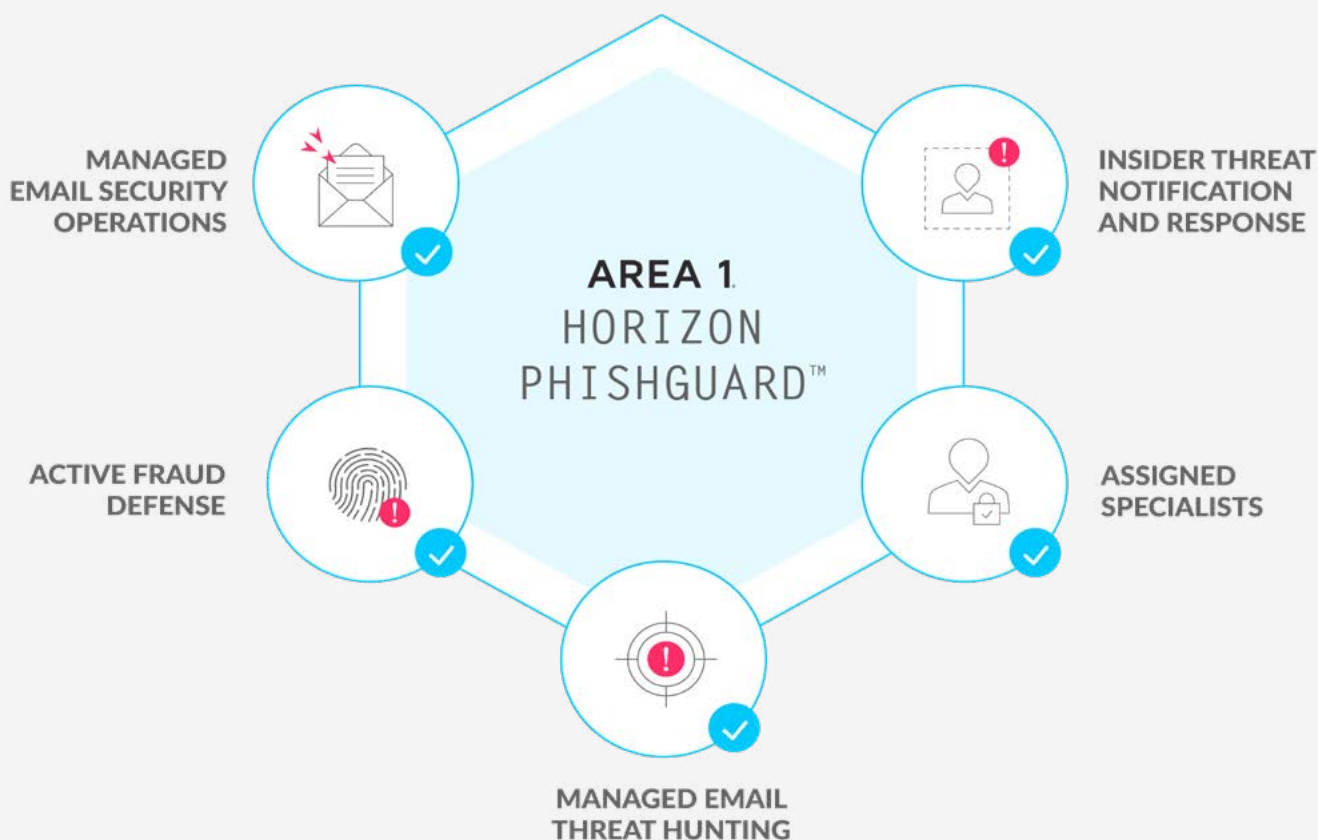 MANAGED
EMAIL SECURITY
OPERATIONS
INSIDER THREAT
NOTIFICATION
AND RESPONSE
AREA 1.
HORIZON
PHISHGUARD™
ACTIVE FRAUD
DEFENSE
ASSIGNED
SPECIALISTS
MANAGED EMAIL
THREAT HUNTING